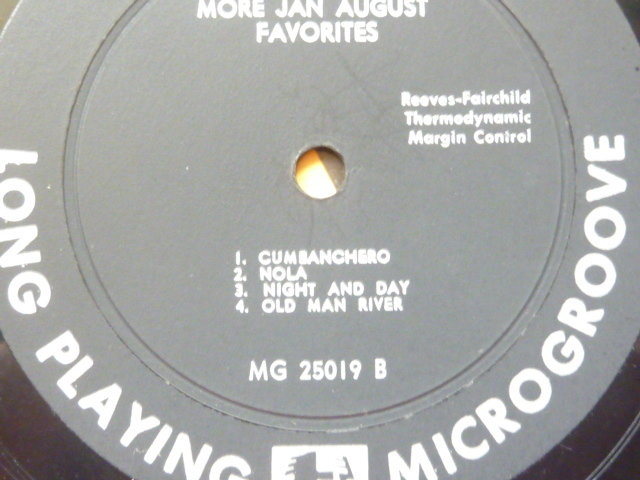 MORE JAN AUGUST
FAVORITES
Reeves-Fairchild
Thermodynamic
Margin Control
1. CUMBANCHERO
2. NOLA
3. NIGHT AND DAY
4. OLD MAN RIVER
MG 25019 B
LONG PLAYING MICROGROOVE